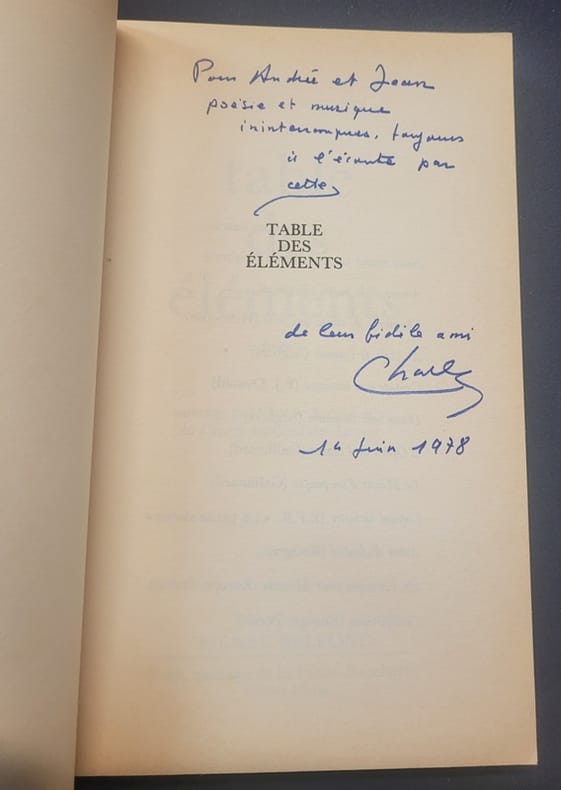 Pour Andrée et Jean
poésie et musique
ininterrompues, toujours
à l'écoute par
cette
TABLE
DES
ÉLÉMENTS
de leur fidèle ami
Charles
14 juin 1978